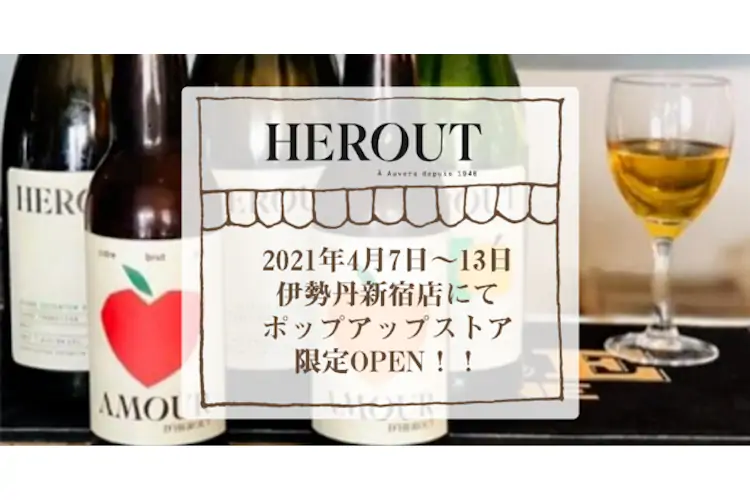 HEROUT
À Auvers depuis 1946
2021年4月7日〜13日
伊勢丹新宿店にて
ポップアップストア
限定OPEN！！
HEROUT
cidre brut
AMOUR
D'HEROUT
AMOUR
D'HEROUT